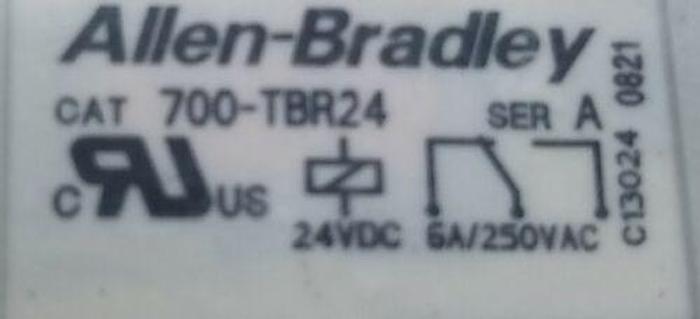 Allen-Bradley
CAT 700-TBR24 SER A
C US
24VDC 6A/250VAC
C13024 0821